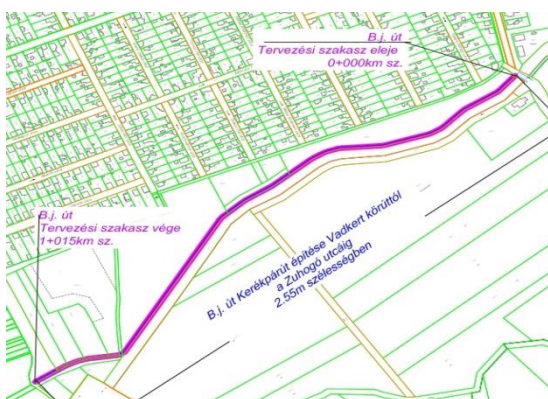 B.j. út
Tervezési szakasz eleje
0+000km sz.
B.j. út
Tervezési szakasz vége
1+015km sz.
B.j. út Kerékpárút építése Vadkert körúttól
a Zuhogó utcáig
2.55m szélességben